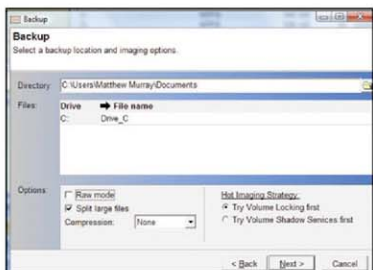 Backup
Backup
Select a backup location and imaging options.
Directory: C:\Users\Matthew Murray\Documents
Files: Drive ➡ File name
C: Drive_C
Options:
Raw mode
Split large files
Compression: None
Hot Imaging Strategy:
Try Volume Locking first
Try Volume Shadow Services first
< Back Next > Cancel